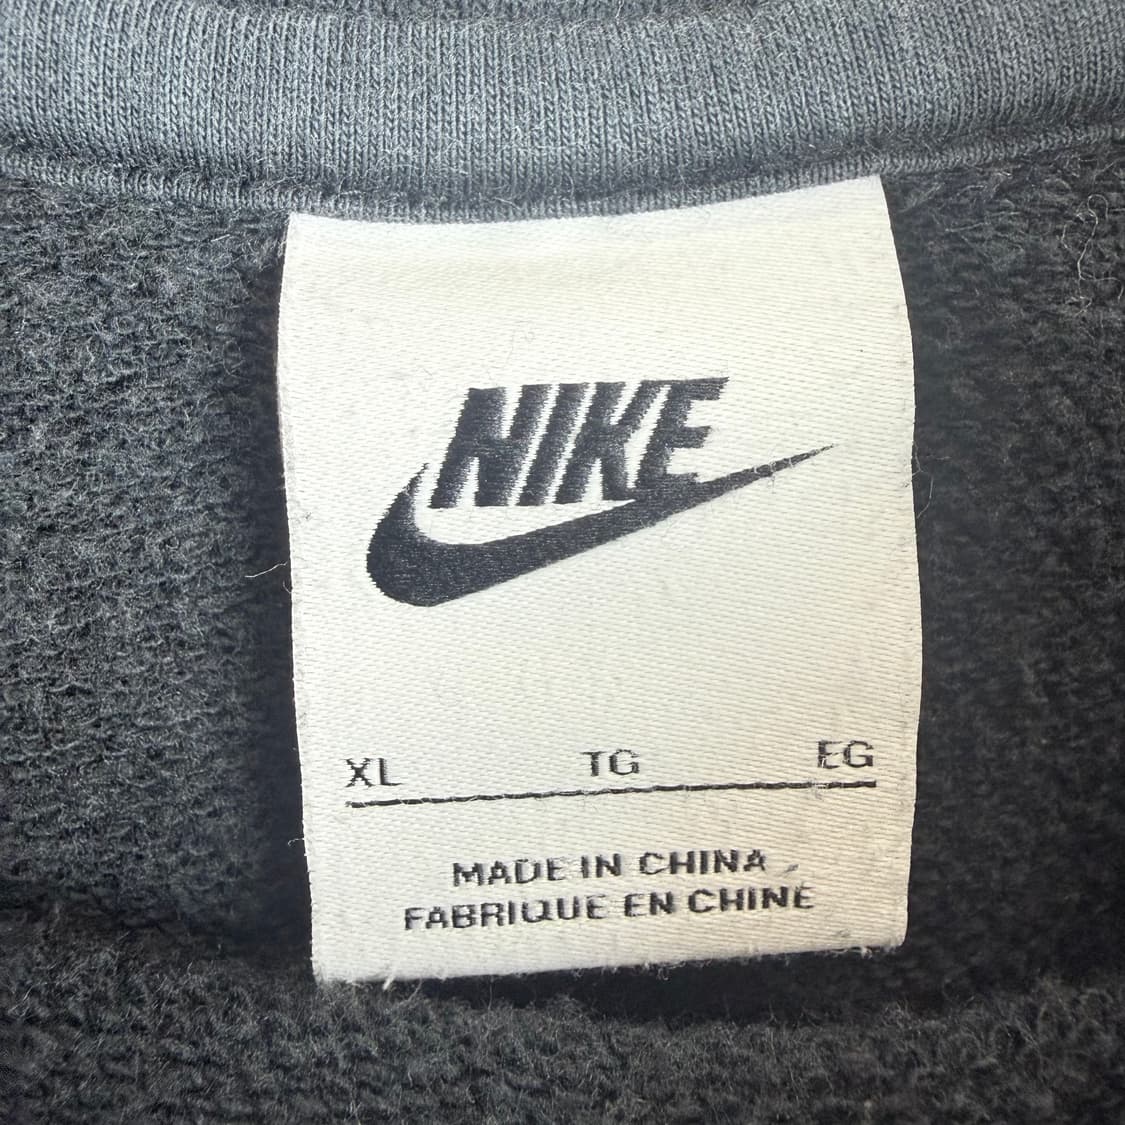 NIKE
XL TG EG
MADE IN CHINA
FABRIQUE EN CHINE